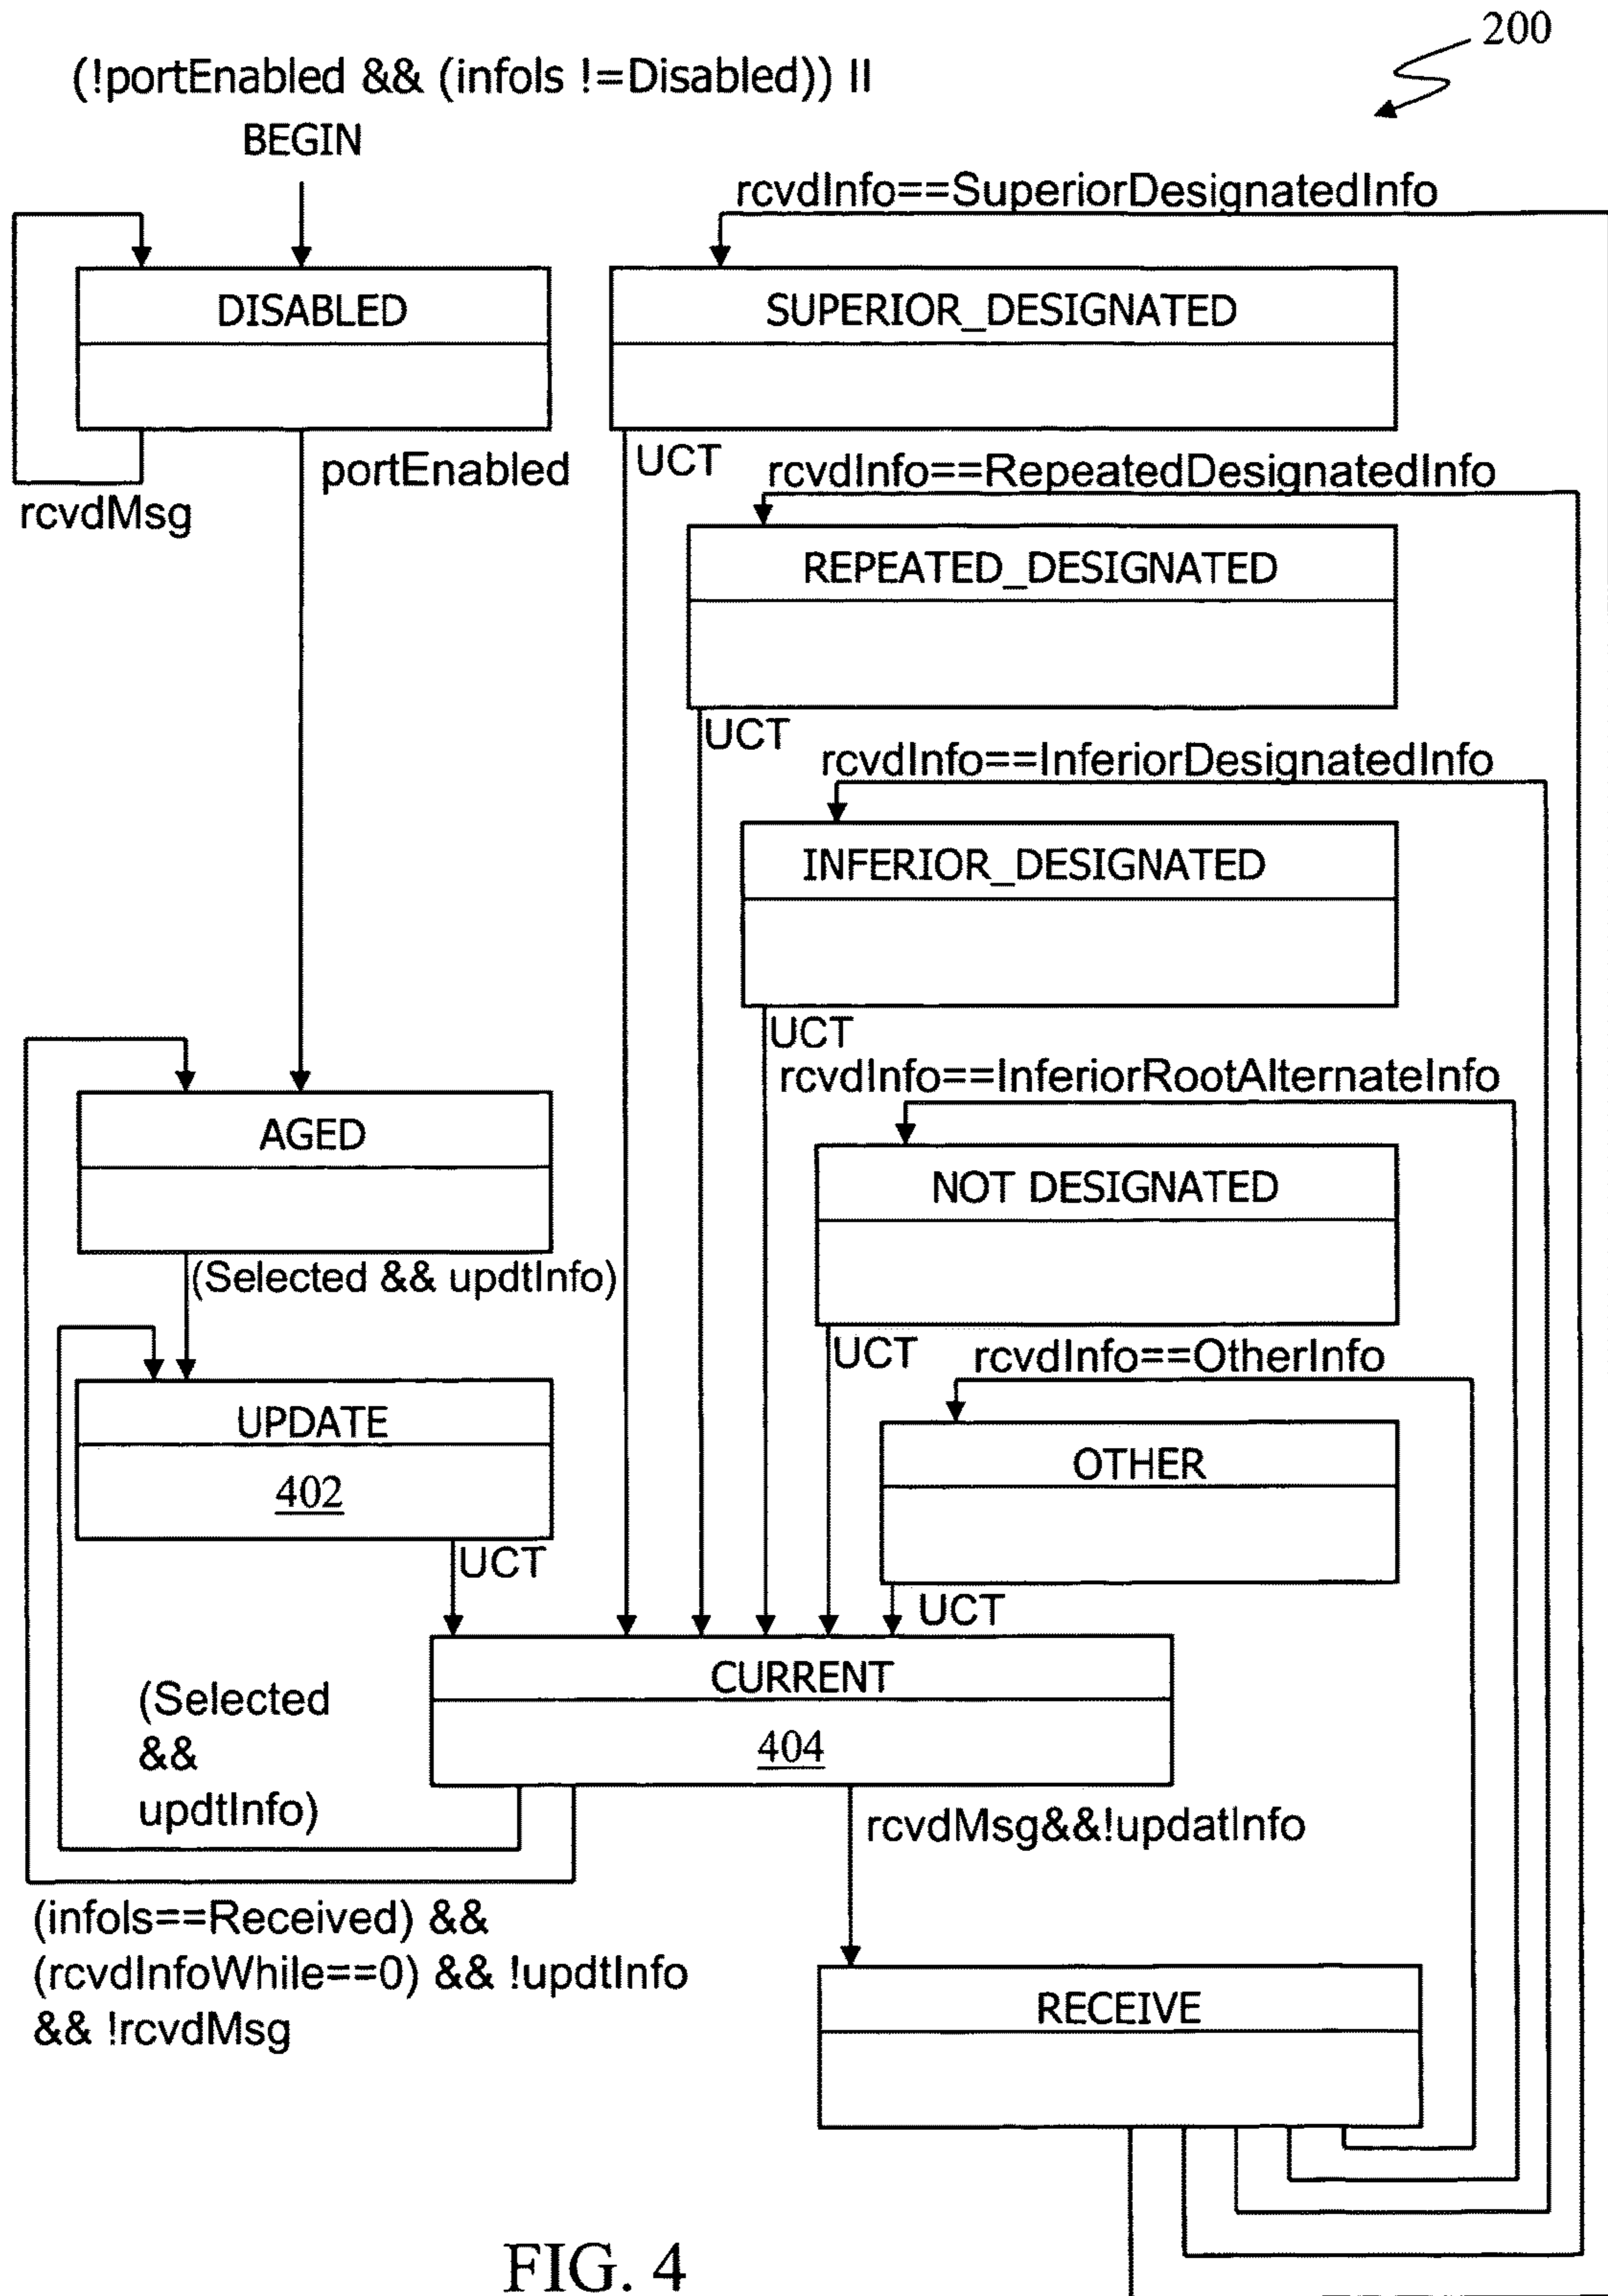 200
(!portEnabled && (infoIs !=Disabled)) II
BEGIN
rcvdInfo==SuperiorDesignatedInfo
DISABLED
SUPERIOR_DESIGNATED
portEnabled
UCT
rcvdMsg
rcvdInfo==RepeatedDesignatedInfo
REPEATED_DESIGNATED
UCT
rcvdInfo==InferiorDesignatedInfo
INFERIOR_DESIGNATED
UCT
rcvdInfo==InferiorRootAlternateInfo
AGED
NOT DESIGNATED
(Selected && updtInfo)
UCT
rcvdInfo==OtherInfo
UPDATE
402
OTHER
UCT
UCT
CURRENT
404
(Selected
&&
updtInfo)
rcvdMsg&&!updatInfo
(infoIs==Received) &&
(rcvdInfoWhile==0) && !updtInfo
&& !rcvdMsg
RECEIVE
FIG. 4